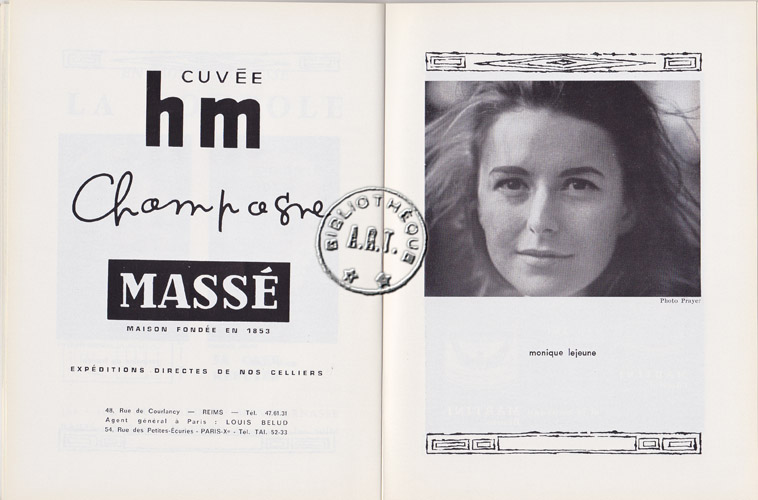 CUVÉE
hm
Champagne
MASSÉ
MAISON FONDÉE EN 1853
EXPÉDITIONS DIRECTES DE NOS CELLIERS
48, Rue de Courlancy — REIMS — Tél. 47.61.31
Agent général à Paris : LOUIS BELUD
54, Rue des Petites-Écuries - PARIS-Xe - Tél. TAI. 52-33
BIBLIOTHÈQUE
A.R.T.
Photo Prayer
monique lejeune